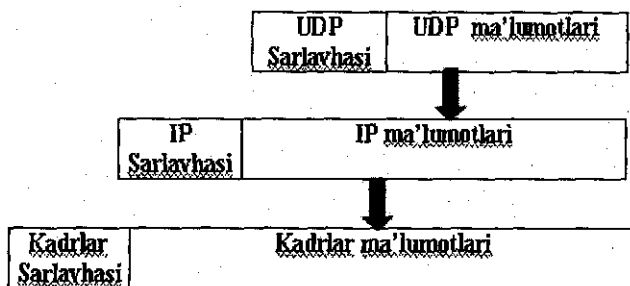 UDP
Sarlavhasi
UDP ma'lumotlari
IP
Sarlavhasi
IP ma'lumotlari
Kadrlar
Sarlavhasi
Kadrlar ma'lumotlari